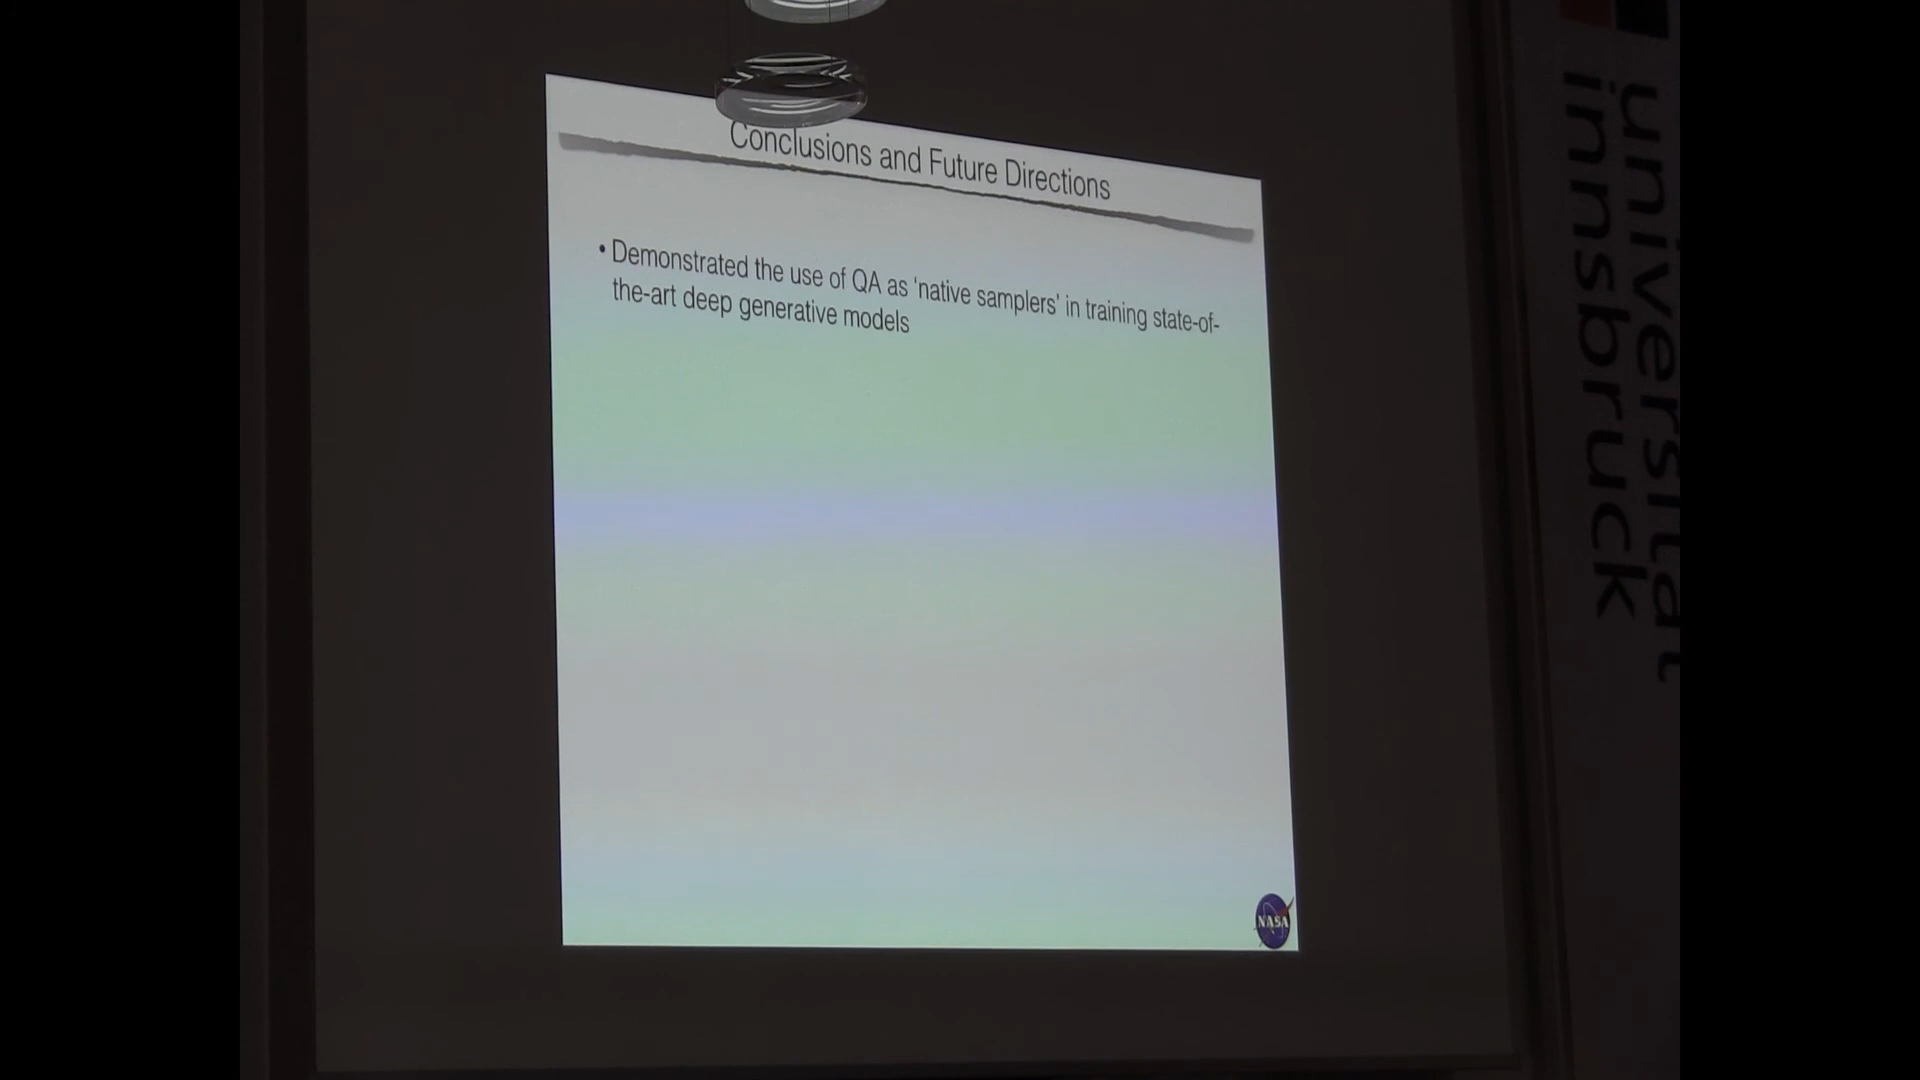 Conclusions and Future Directions
• Demonstrated the use of QA as ‘native samplers’ in training state-of-
the-art deep generative models
NASA
universität
innsbruck